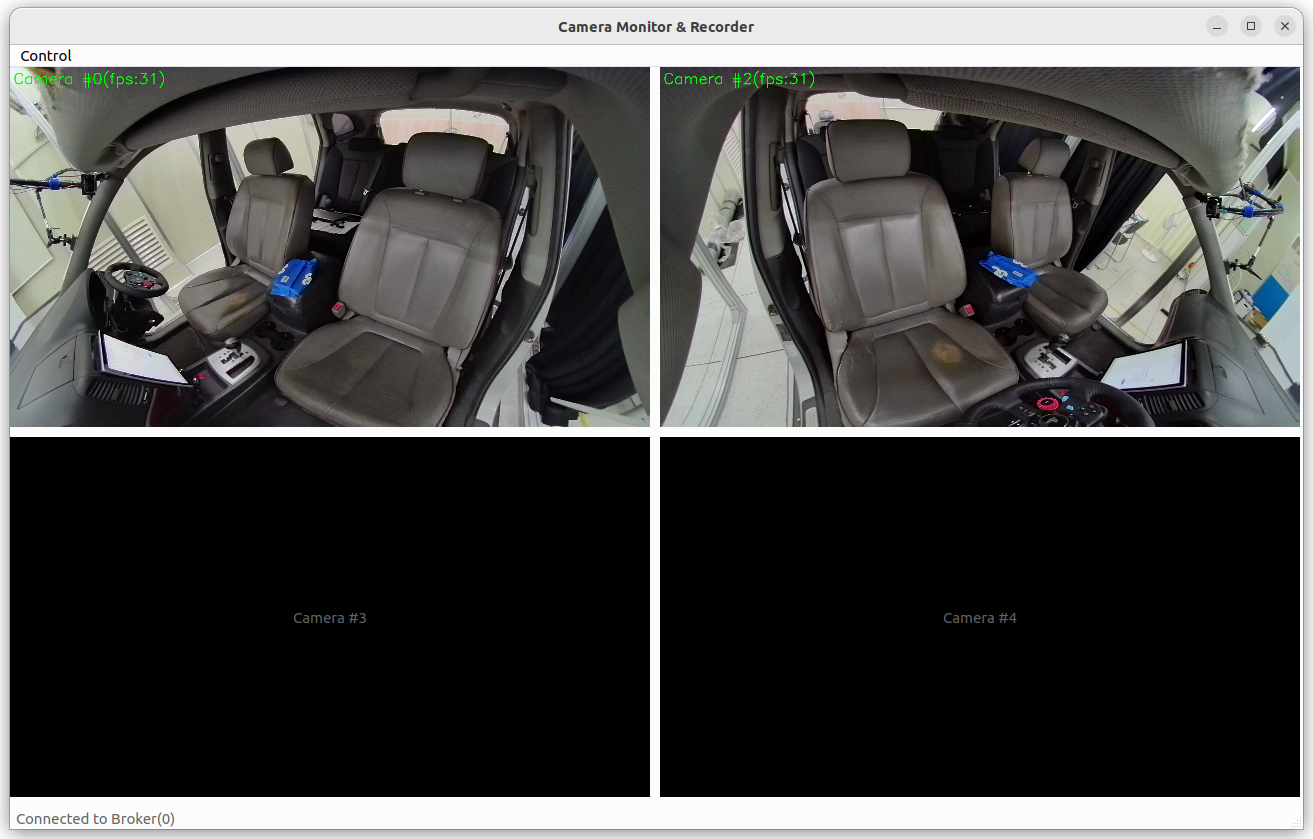 Camera Monitor & Recorder
Control
Camera #0(fps:31)
Camera #2(fps:31)
Camera #3
Camera #4
Connected to Broker(0)